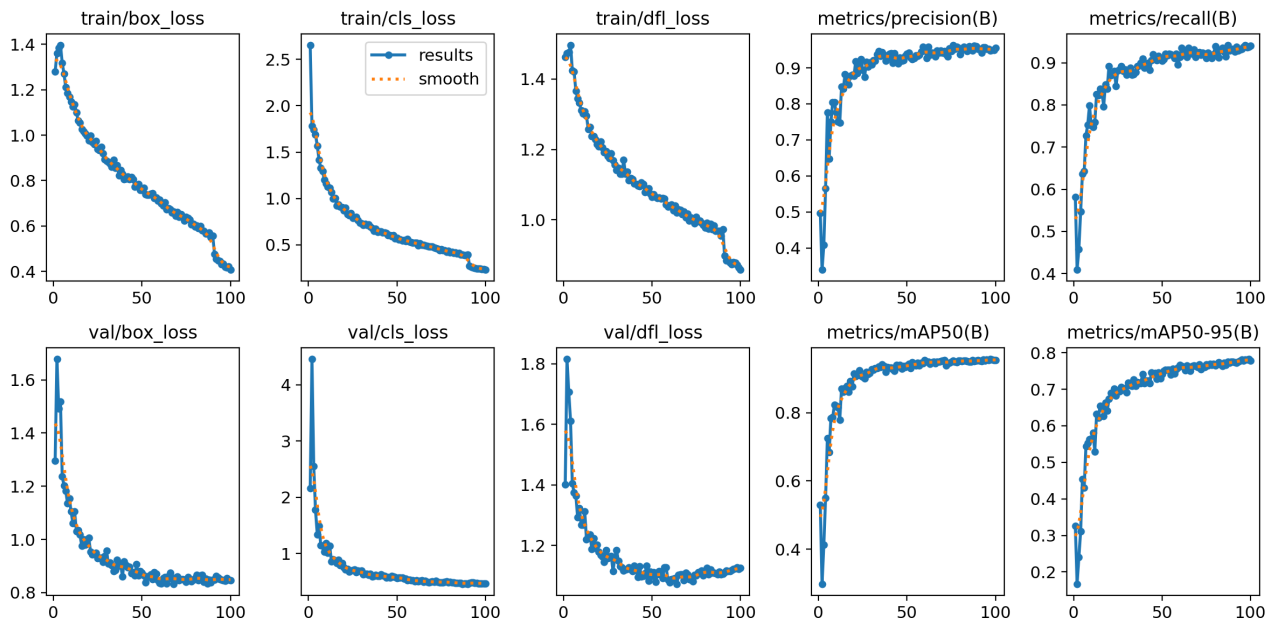 train/box_loss
train/cls_loss
train/dfl_loss
metrics/precision(B)
metrics/recall(B)
1.4
1.2
1.0
0.8
0.6
0.4
0 50 100
2.5
2.0
1.5
1.0
0.5
results
smooth
0 50 100
1.4
1.2
1.0
0 50 100
0.9
0.8
0.7
0.6
0.5
0.4
0 50 100
0.9
0.8
0.7
0.6
0.5
0.4
0 50 100
val/box_loss
val/cls_loss
val/dfl_loss
metrics/mAP50(B)
metrics/mAP50-95(B)
1.6
1.4
1.2
1.0
0.8
0 50 100
4
3
2
1
0 50 100
1.8
1.6
1.4
1.2
0 50 100
0.8
0.6
0.4
0 50 100
0.8
0.7
0.6
0.5
0.4
0.3
0.2
0 50 100